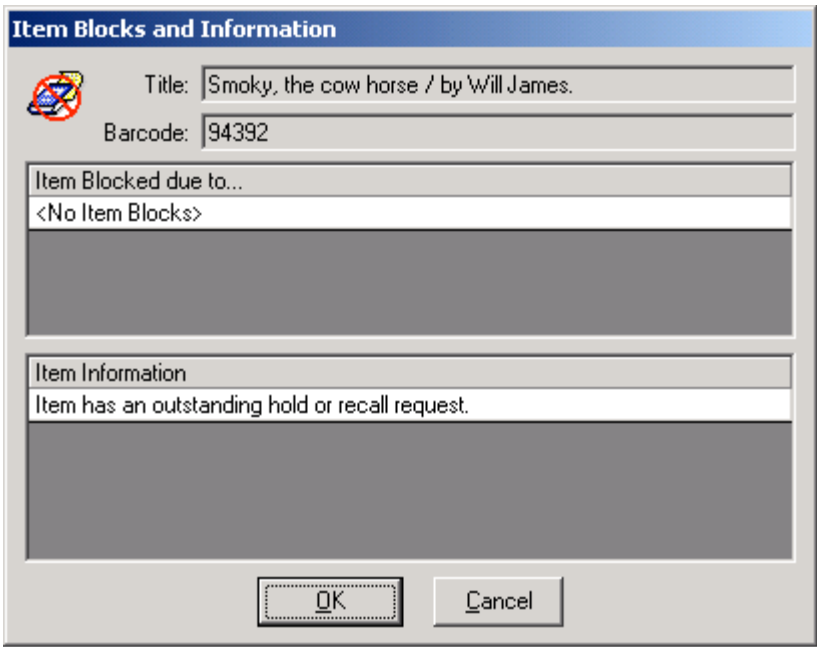 Item Blocks and Information
Title: Smoky, the cow horse / by Will James.
Barcode: 94392
Item Blocked due to...
<No Item Blocks>
Item Information
Item has an outstanding hold or recall request.
OK Cancel